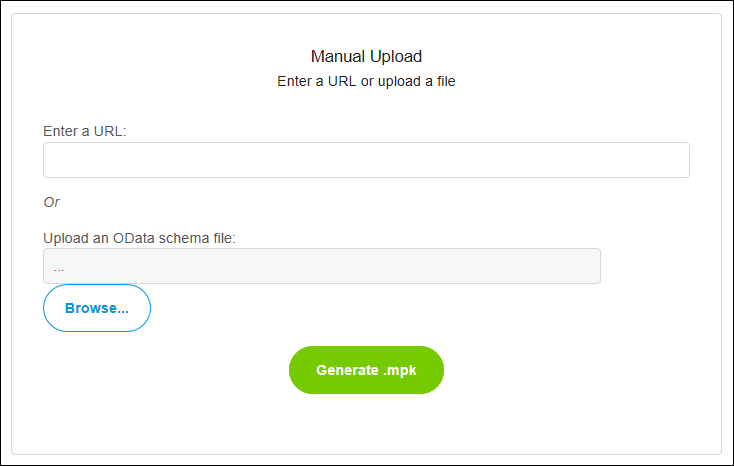 Manual Upload
Enter a URL or upload a file
Enter a URL:
Or
Upload an OData schema file:
...
Browse...
Generate .mpk